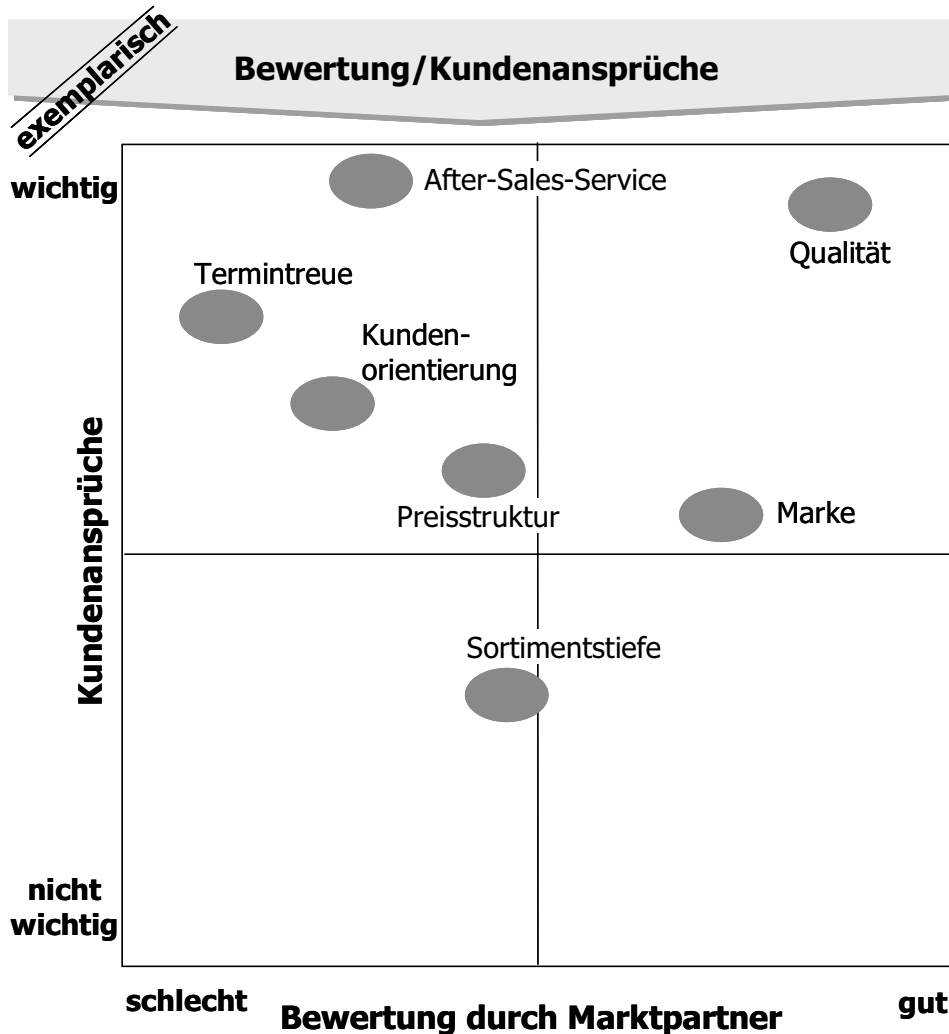 exemplarisch
Bewertung/Kundenansprüche
wichtig
After-Sales-Service
Qualität
Termintreue
Kunden-
orientierung
Preisstruktur
Marke
Kundenansprüche
Sortimentstiefe
nicht
wichtig
schlecht
Bewertung durch Marktpartner
gut